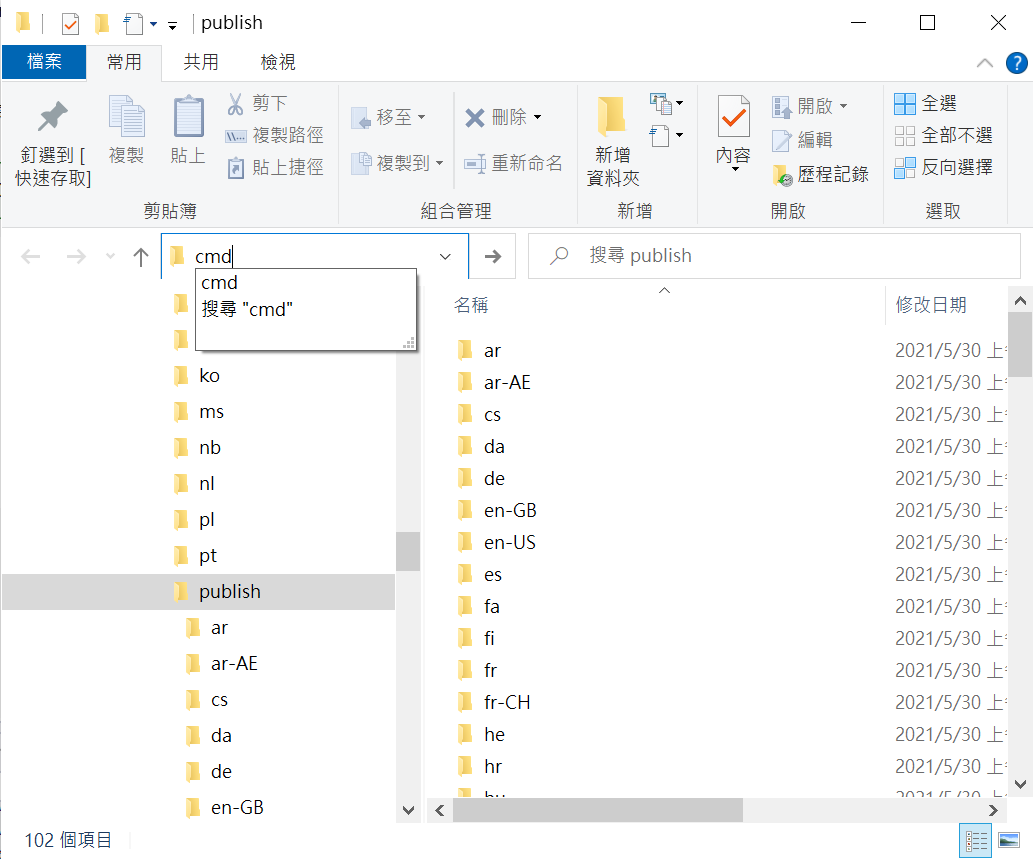 publish
檔案 常用 共用 檢視
釘選到 [
快速存取]
複製
貼上
剪下
複製路徑
貼上捷徑
剪貼簿
移至
複製到
刪除
重新命名
組合管理
新增
資料夾
新增
內容
開啟
編輯
歷程記錄
開啟
全選
全部不選
反向選擇
選取
cmd
搜尋 publish
cmd
搜尋 "cmd"
ko
ms
nb
nl
pl
pt
publish
ar
ar-AE
cs
da
de
en-GB
名稱 修改日期
ar 2021/5/30 上
ar-AE 2021/5/30 上
cs 2021/5/30 上
da 2021/5/30 上
de 2021/5/30 上
en-GB 2021/5/30 上
en-US 2021/5/30 上
es 2021/5/30 上
fa 2021/5/30 上
fi 2021/5/30 上
fr 2021/5/30 上
fr-CH 2021/5/30 上
he 2021/5/30 上
hr 2021/5/30 上
102 個項目